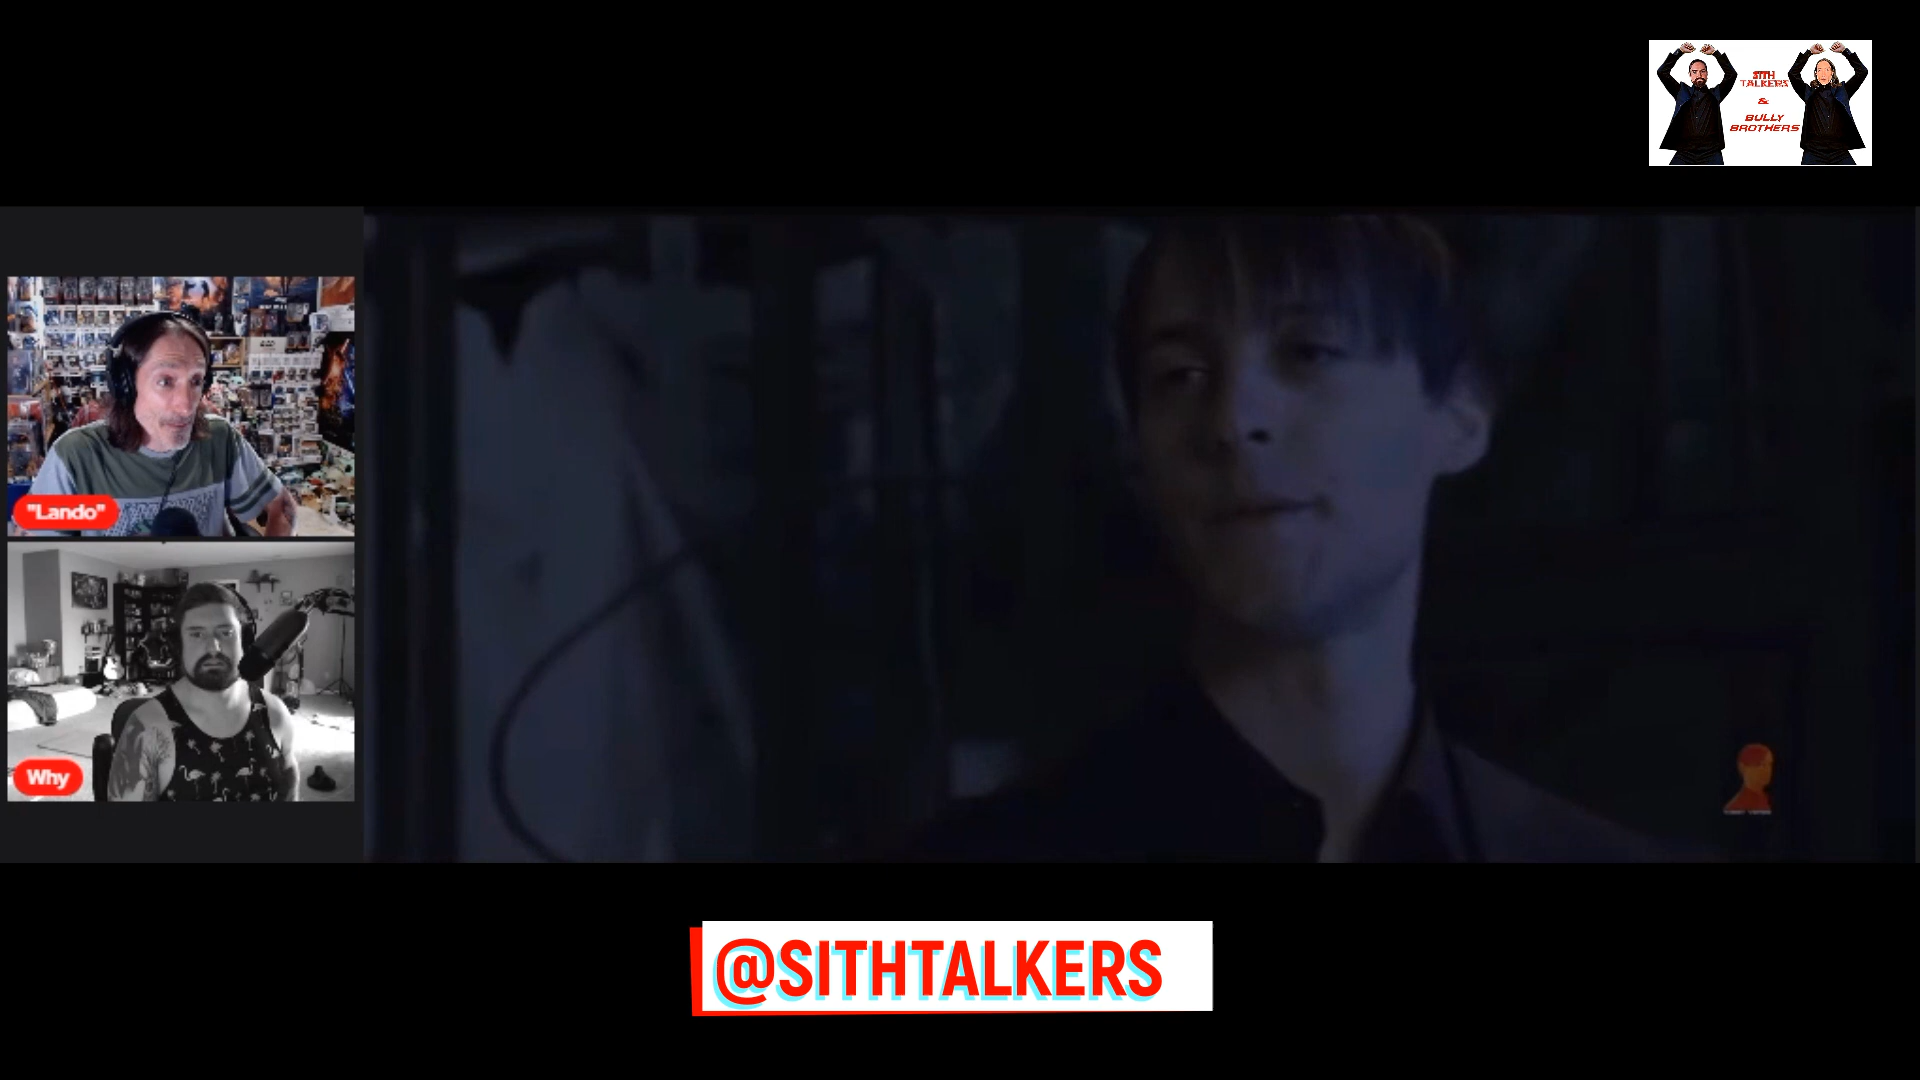 SITH
TALKERS
&
BULLY
BROTHERS
"Lando"
Why
@SITHTALKERS